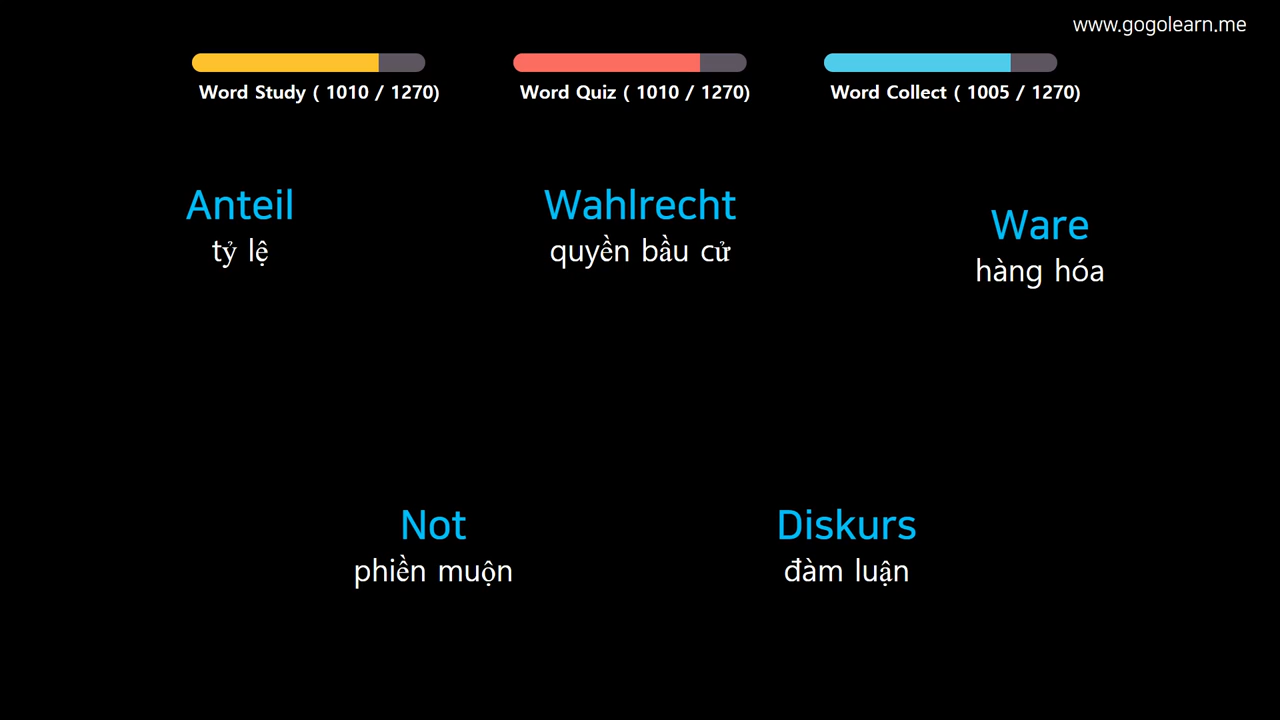 www.gogolearn.me
Word Study ( 1010 / 1270)
Word Quiz ( 1010 / 1270)
Word Collect ( 1005 / 1270)
Anteil
tỷ lệ
Wahlrecht
quyền bầu cử
Ware
hàng hóa
Not
phiền muộn
Diskurs
đàm luận